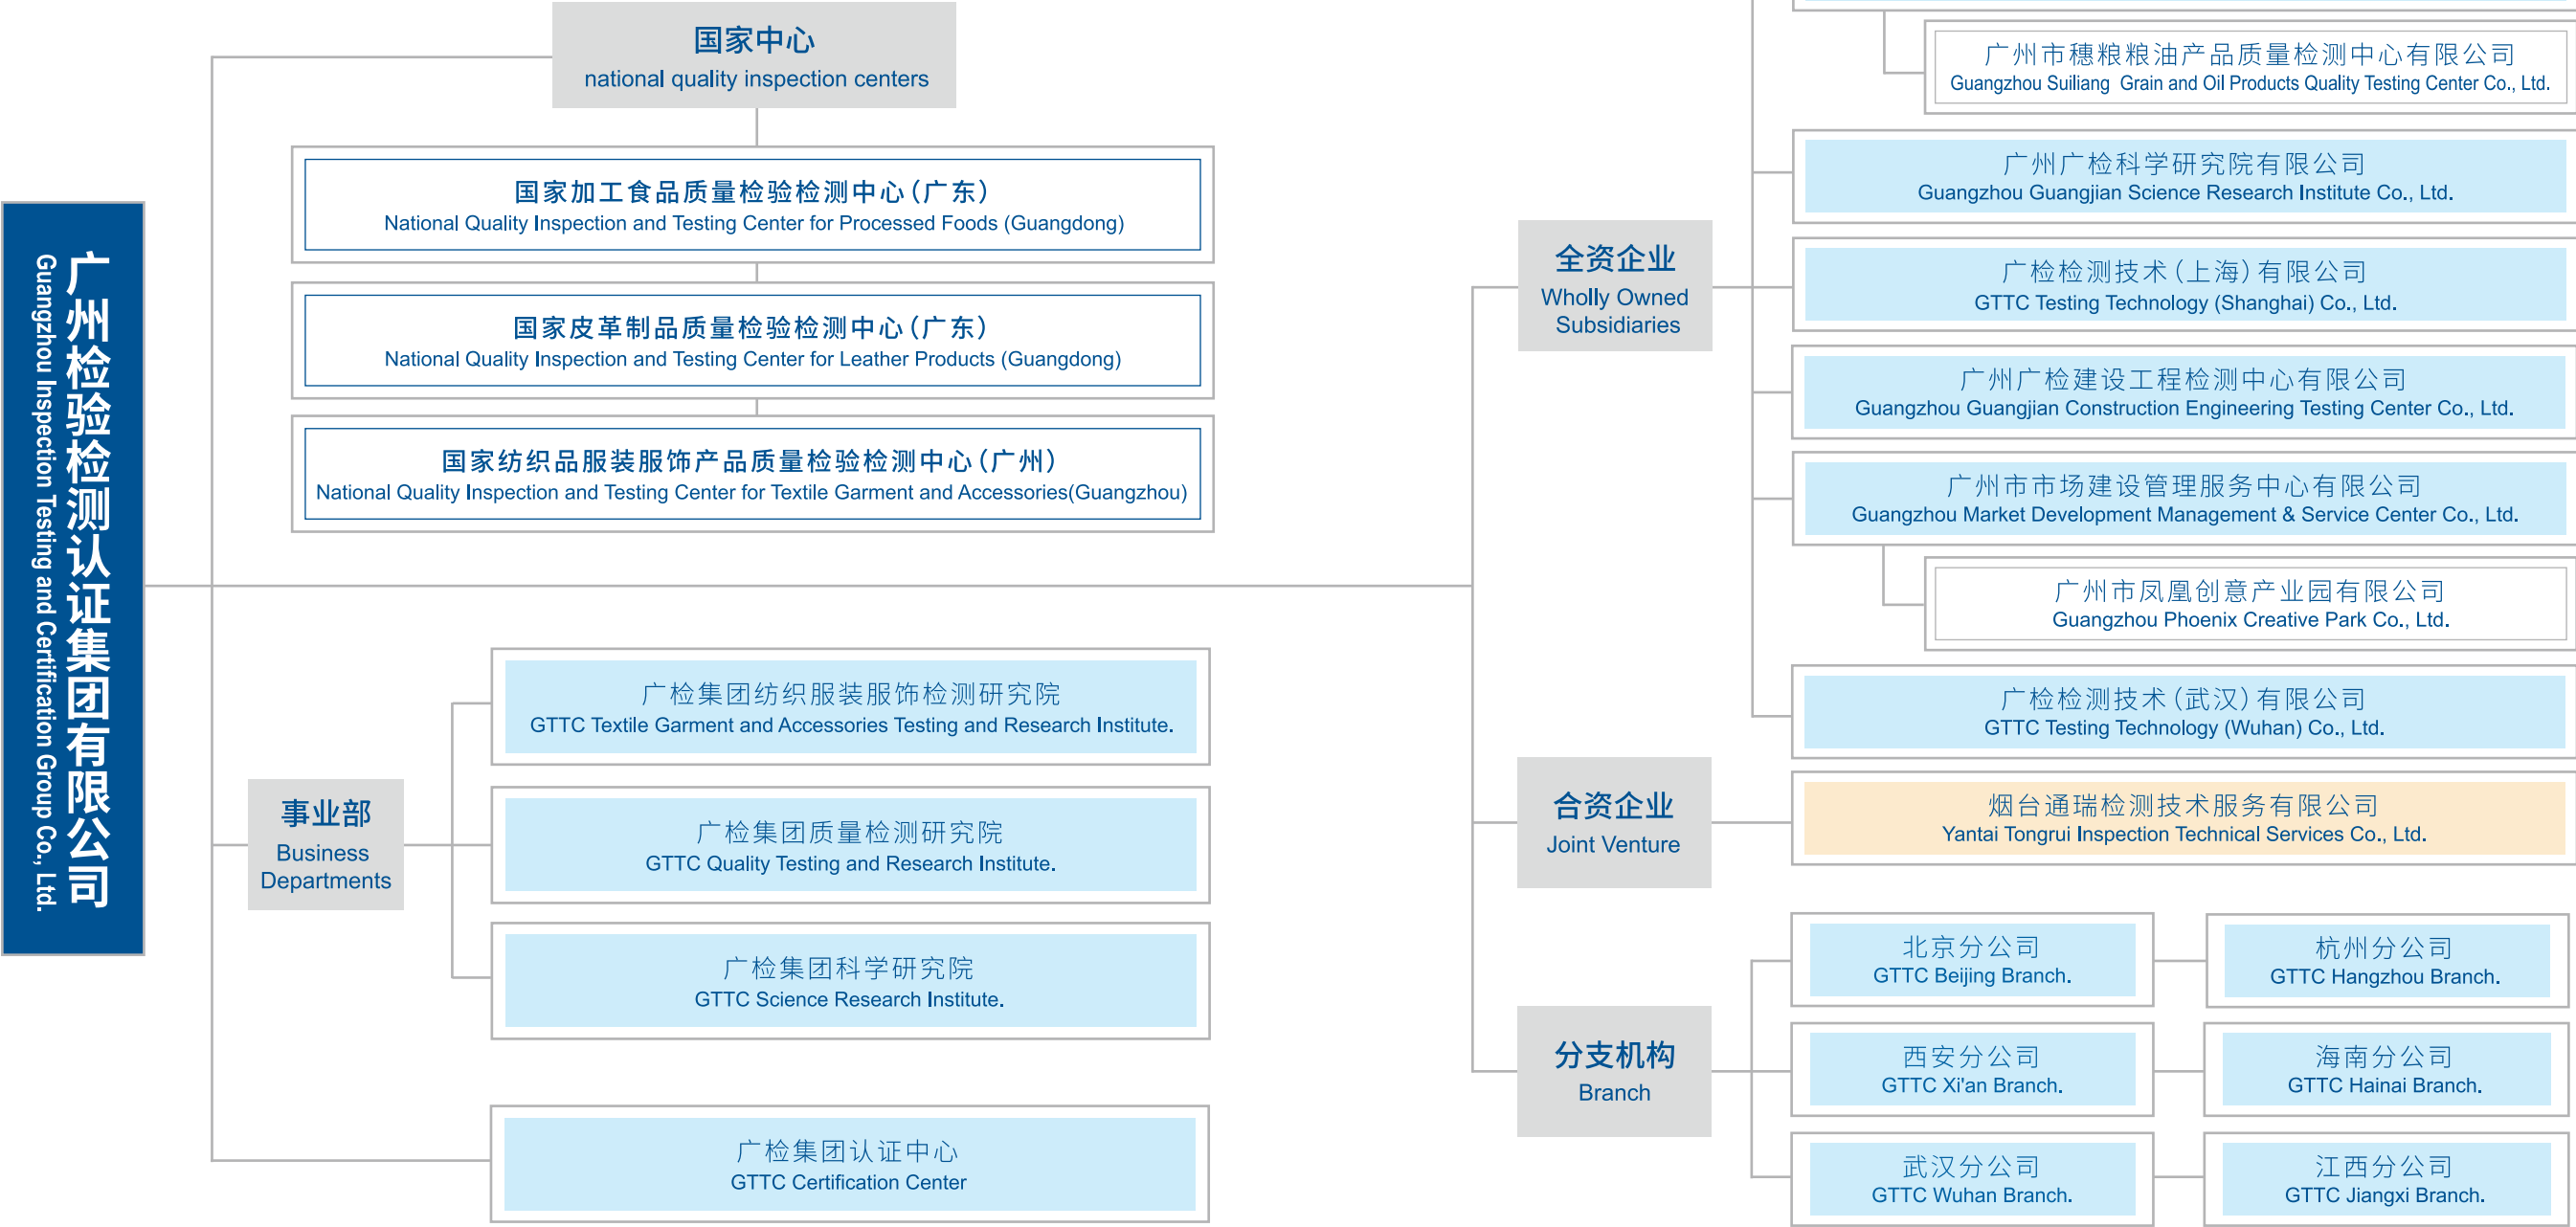 广州检验检测认证集团有限公司
Guangzhou Inspection Testing and Certification Group Co., Ltd.
国家中心
national quality inspection centers
国家加工食品质量检验检测中心（广东）
National Quality Inspection and Testing Center for Processed Foods (Guangdong)
国家皮革制品质量检验检测中心（广东）
National Quality Inspection and Testing Center for Leather Products (Guangdong)
国家纺织品服装服饰产品质量检验检测中心（广州）
National Quality Inspection and Testing Center for Textile Garment and Accessories(Guangzhou)
事业部
Business
Departments
广检集团纺织服装服饰检测研究院
GTTC Textile Garment and Accessories Testing and Research Institute.
广检集团质量检测研究院
GTTC Quality Testing and Research Institute.
广检集团科学研究院
GTTC Science Research Institute.
广检集团认证中心
GTTC Certification Center
全资企业
Wholly Owned
Subsidiaries
广州市穗粮粮油产品质量检测中心有限公司
Guangzhou Suiliang Grain and Oil Products Quality Testing Center Co., Ltd.
广州广检科学研究院有限公司
Guangzhou Guangjian Science Research Institute Co., Ltd.
广检检测技术（上海）有限公司
GTTC Testing Technology (Shanghai) Co., Ltd.
广州广检建设工程检测中心有限公司
Guangzhou Guangjian Construction Engineering Testing Center Co., Ltd.
广州市市场建设管理服务中心有限公司
Guangzhou Market Development Management & Service Center Co., Ltd.
广州市凤凰创意产业园有限公司
Guangzhou Phoenix Creative Park Co., Ltd.
广检检测技术（武汉）有限公司
GTTC Testing Technology (Wuhan) Co., Ltd.
合资企业
Joint Venture
烟台通瑞检测技术服务有限公司
Yantai Tongrui Inspection Technical Services Co., Ltd.
分支机构
Branch
北京分公司
GTTC Beijing Branch.
杭州分公司
GTTC Hangzhou Branch.
西安分公司
GTTC Xi'an Branch.
海南分公司
GTTC Hainai Branch.
武汉分公司
GTTC Wuhan Branch.
江西分公司
GTTC Jiangxi Branch.